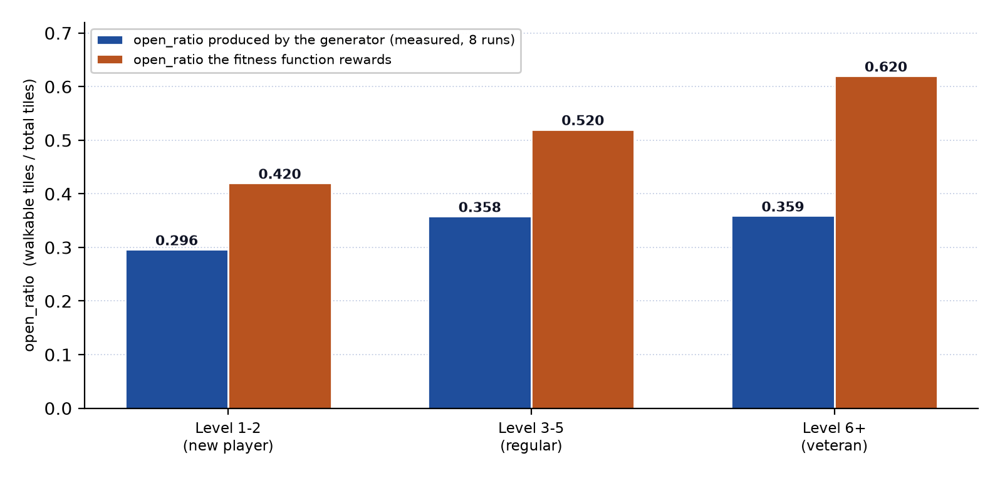 open_ratio produced by the generator (measured, 8 runs)
open_ratio the fitness function rewards
open_ratio  (walkable tiles / total tiles)
0.7
0.6
0.5
0.4
0.3
0.2
0.1
0.0
0.296
0.420
0.358
0.520
0.359
0.620
Level 1-2
(new player)
Level 3-5
(regular)
Level 6+
(veteran)